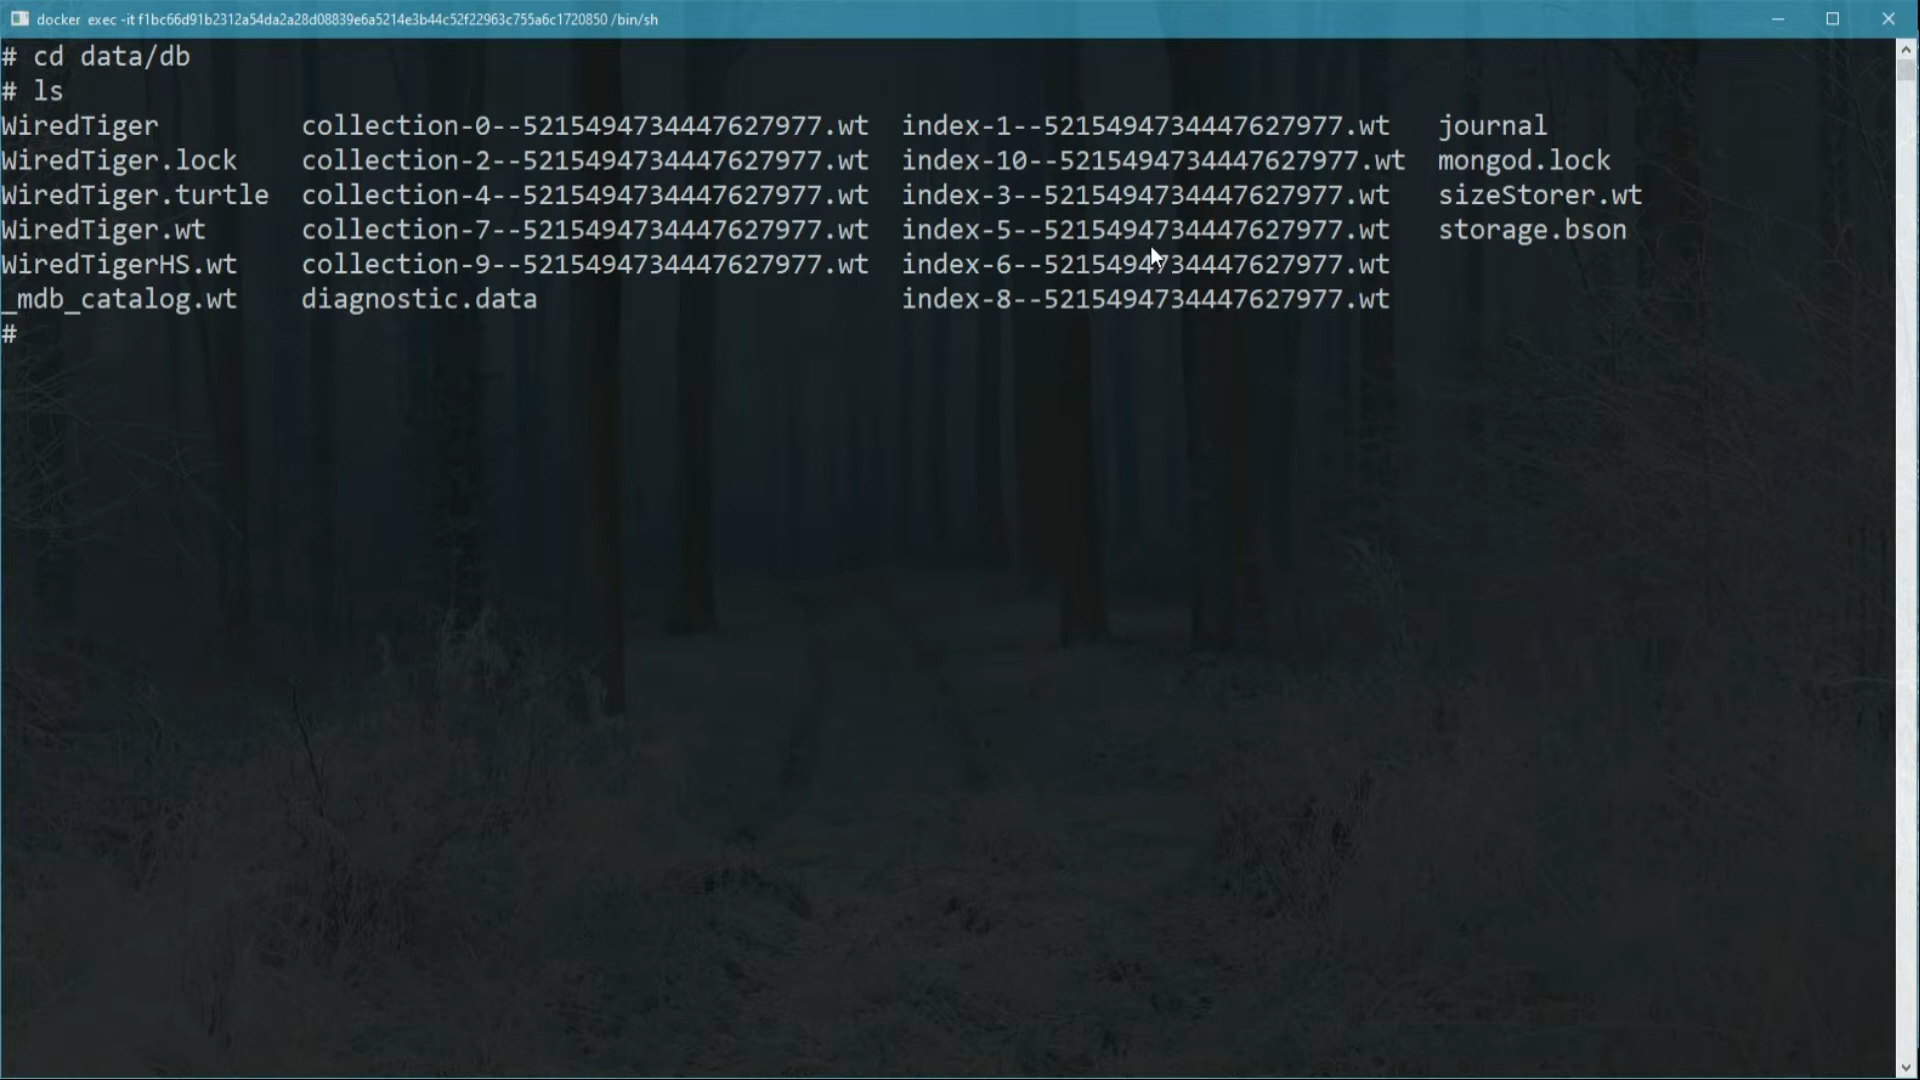 docker exec -it f1bc66d91b2312a54da2a28d08839e6a5214e3b44c52f22963c755a6c1720850 /bin/sh
# cd data/db
# ls
WiredTiger collection-0--5215494734447627977.wt index-1--5215494734447627977.wt journal
WiredTiger.lock collection-2--5215494734447627977.wt index-10--5215494734447627977.wt mongod.lock
WiredTiger.turtle collection-4--5215494734447627977.wt index-3--5215494734447627977.wt sizeStorer.wt
WiredTiger.wt collection-7--5215494734447627977.wt index-5--5215494734447627977.wt storage.bson
WiredTigerHS.wt collection-9--5215494734447627977.wt index-6--5215494734447627977.wt
_mdb_catalog.wt diagnostic.data index-8--5215494734447627977.wt
#